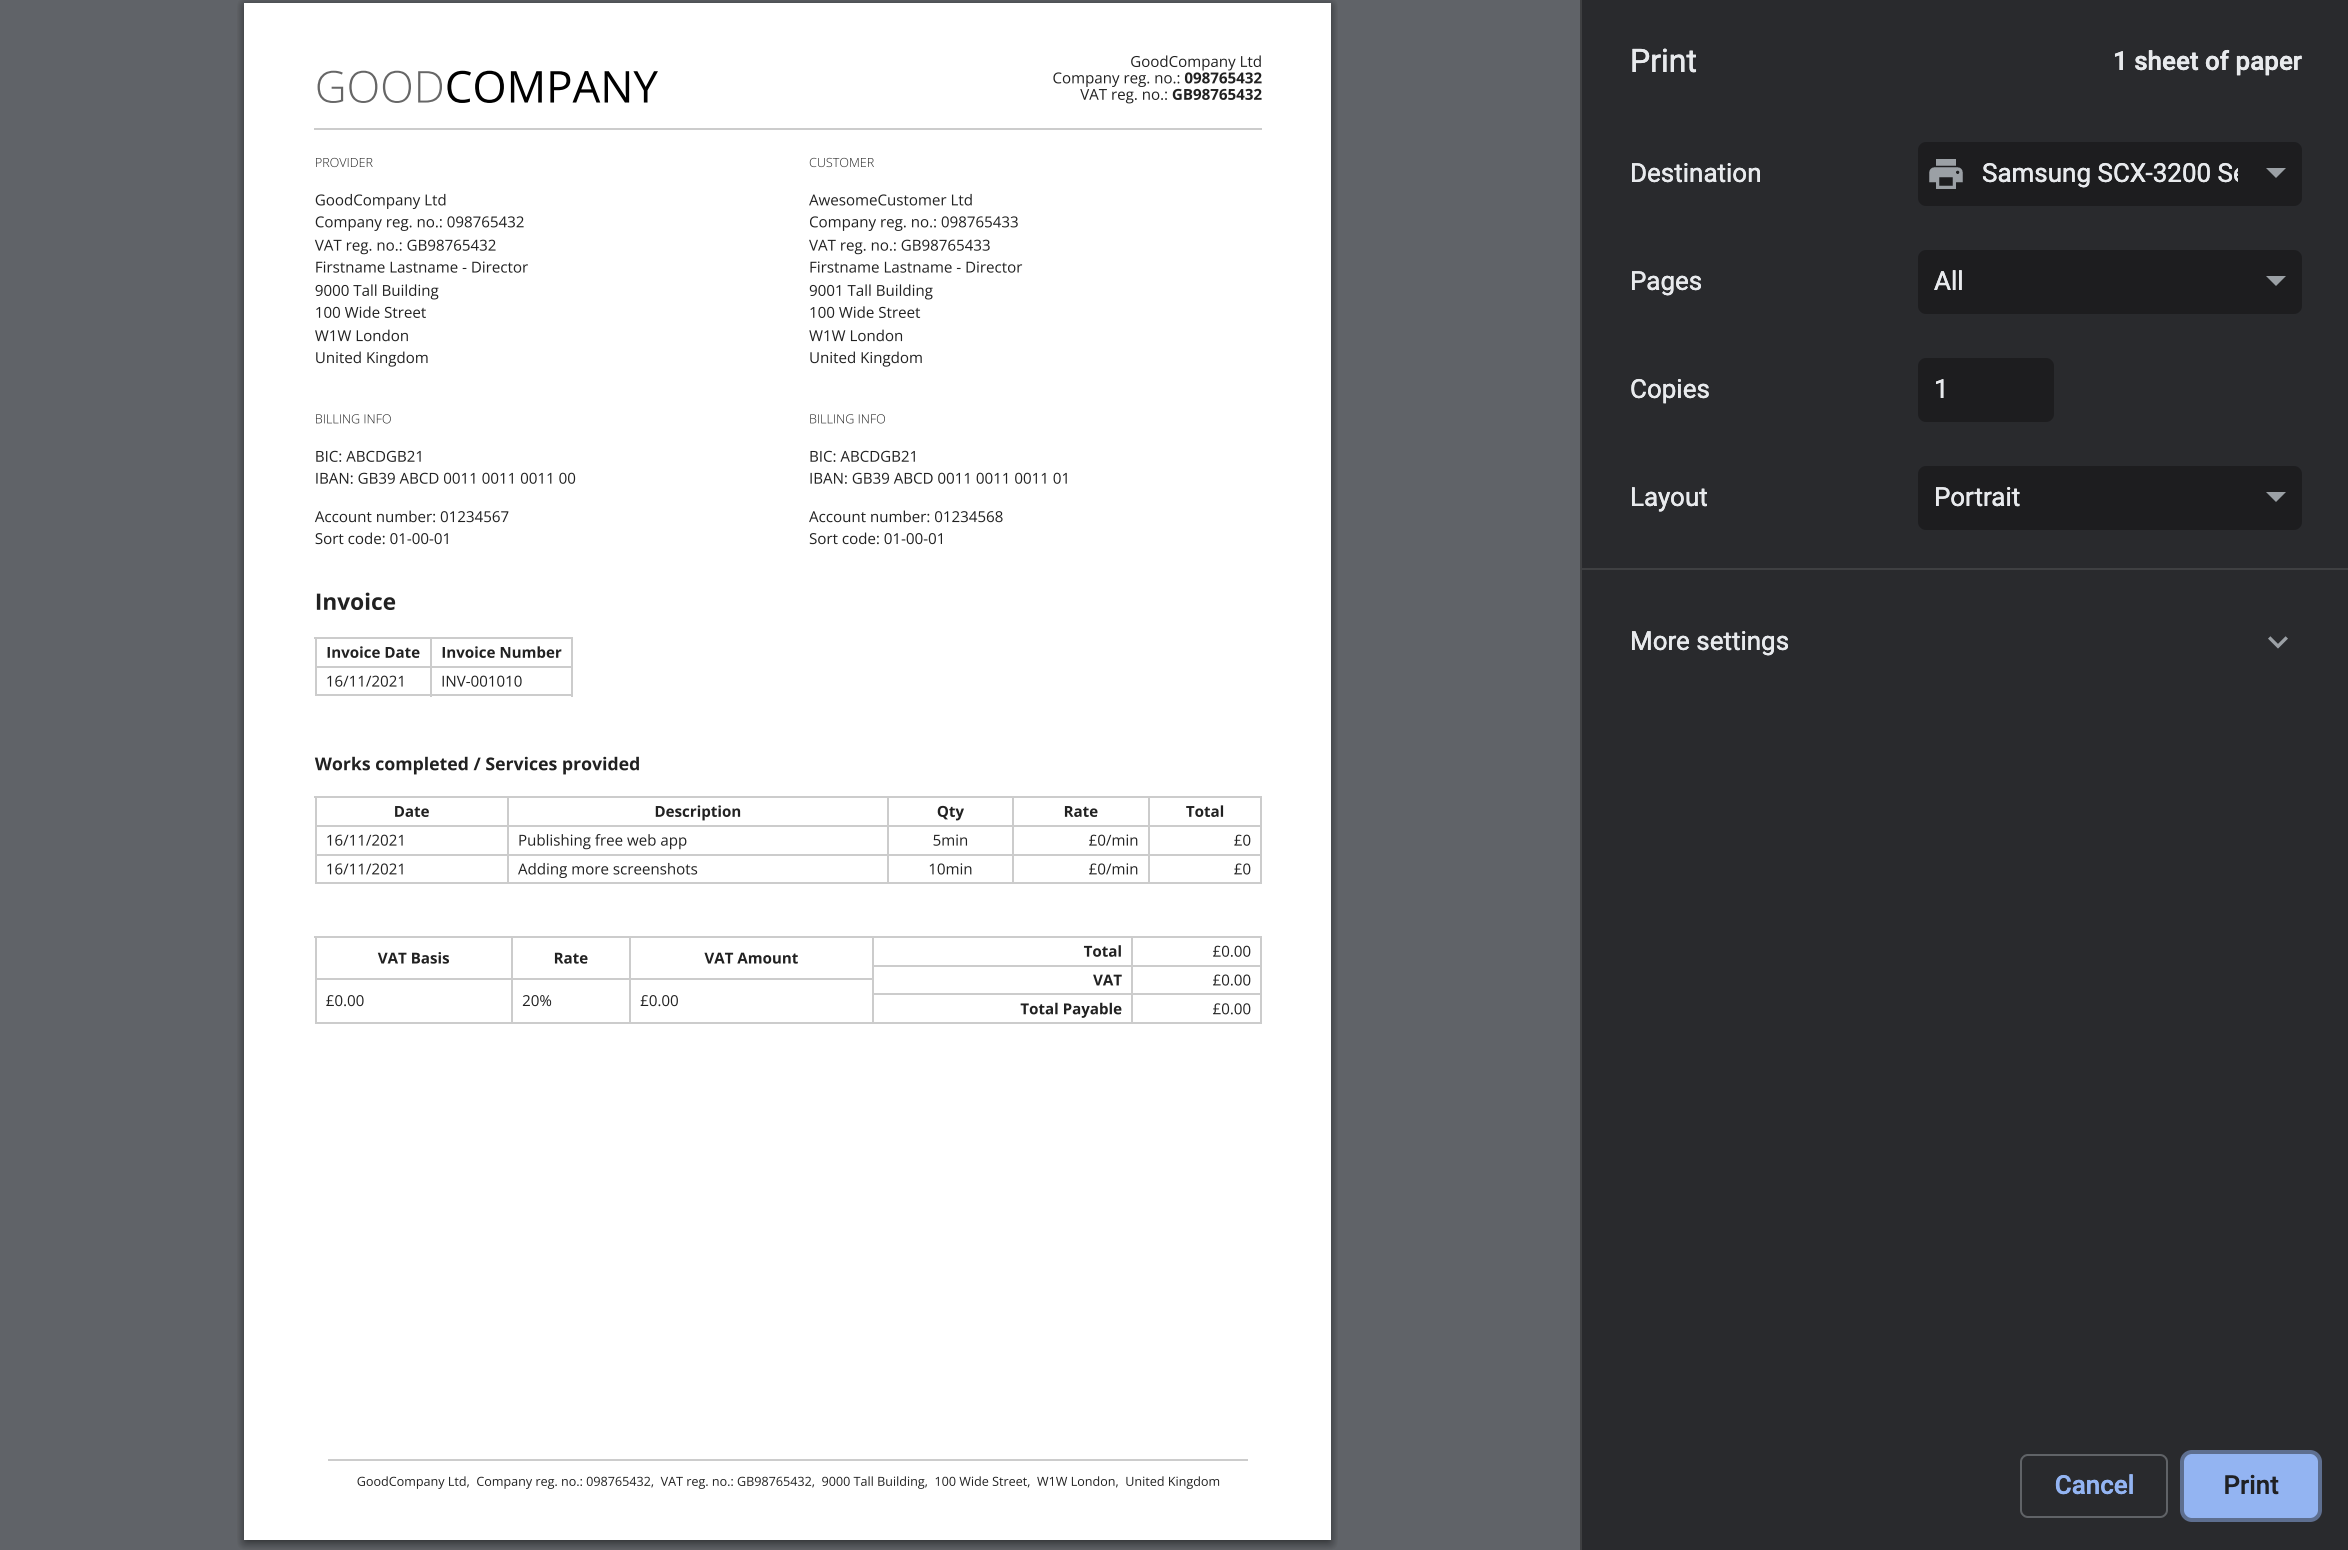 GOODCOMPANY
GoodCompany Ltd
Company reg. no.: 098765432
VAT reg. no.: GB98765432
PROVIDER
GoodCompany Ltd
Company reg. no.: 098765432
VAT reg. no.: GB98765432
Firstname Lastname - Director
9000 Tall Building
100 Wide Street
W1W London
United Kingdom
CUSTOMER
AwesomeCustomer Ltd
Company reg. no.: 098765433
VAT reg. no.: GB98765433
Firstname Lastname - Director
9001 Tall Building
100 Wide Street
W1W London
United Kingdom
BILLING INFO
BIC: ABCDGB21
IBAN: GB39 ABCD 0011 0011 0011 00
Account number: 01234567
Sort code: 01-00-01
BILLING INFO
BIC: ABCDGB21
IBAN: GB39 ABCD 0011 0011 0011 01
Account number: 01234568
Sort code: 01-00-01
Invoice
Invoice Date Invoice Number
16/11/2021 INV-001010
Works completed / Services provided
Date Description Qty Rate Total
16/11/2021 Publishing free web app 5min £0/min £0
16/11/2021 Adding more screenshots 10min £0/min £0
VAT Basis Rate VAT Amount
£0.00 20% £0.00
Total £0.00
VAT £0.00
Total Payable £0.00
GoodCompany Ltd, Company reg. no.: 098765432, VAT reg. no.: GB98765432, 9000 Tall Building, 100 Wide Street, W1W London, United Kingdom
Print 1 sheet of paper
Destination Samsung SCX-3200 Se
Pages All
Copies 1
Layout Portrait
More settings
Cancel Print